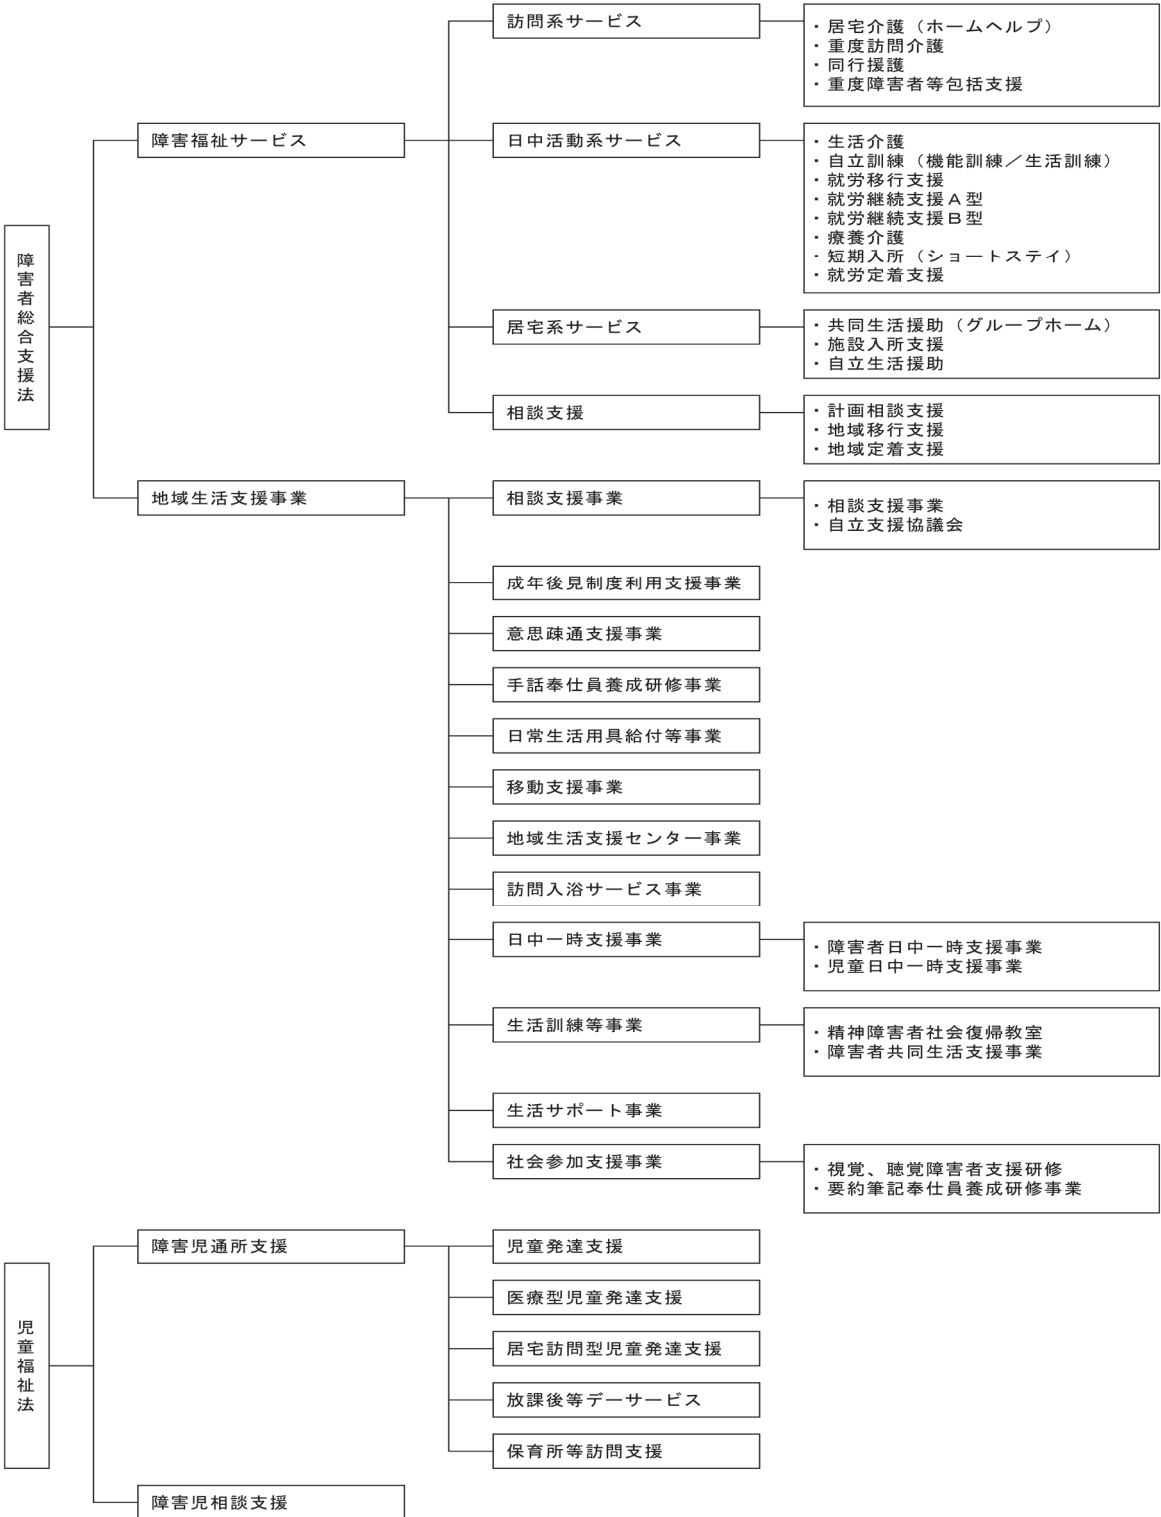 障害者総合支援法
障害福祉サービス
訪問系サービス
・居宅介護（ホームヘルプ）
・重度訪問介護
・同行援護
・重度障害者等包括支援
日中活動系サービス
・生活介護
・自立訓練（機能訓練／生活訓練）
・就労移行支援
・就労継続支援Ａ型
・就労継続支援Ｂ型
・療養介護
・短期入所（ショートステイ）
・就労定着支援
居宅系サービス
・共同生活援助（グループホーム）
・施設入所支援
・自立生活援助
相談支援
・計画相談支援
・地域移行支援
・地域定着支援
地域生活支援事業
相談支援事業
・相談支援事業
・自立支援協議会
成年後見制度利用支援事業
意思疎通支援事業
手話奉仕員養成研修事業
日常生活用具給付等事業
移動支援事業
地域生活支援センター事業
訪問入浴サービス事業
日中一時支援事業
・障害者日中一時支援事業
・児童日中一時支援事業
生活訓練等事業
・精神障害者社会復帰教室
・障害者共同生活支援事業
生活サポート事業
社会参加支援事業
・視覚、聴覚障害者支援研修
・要約筆記奉仕員養成研修事業
児童福祉法
障害児通所支援
児童発達支援
医療型児童発達支援
居宅訪問型児童発達支援
放課後等デーサービス
保育所等訪問支援
障害児相談支援